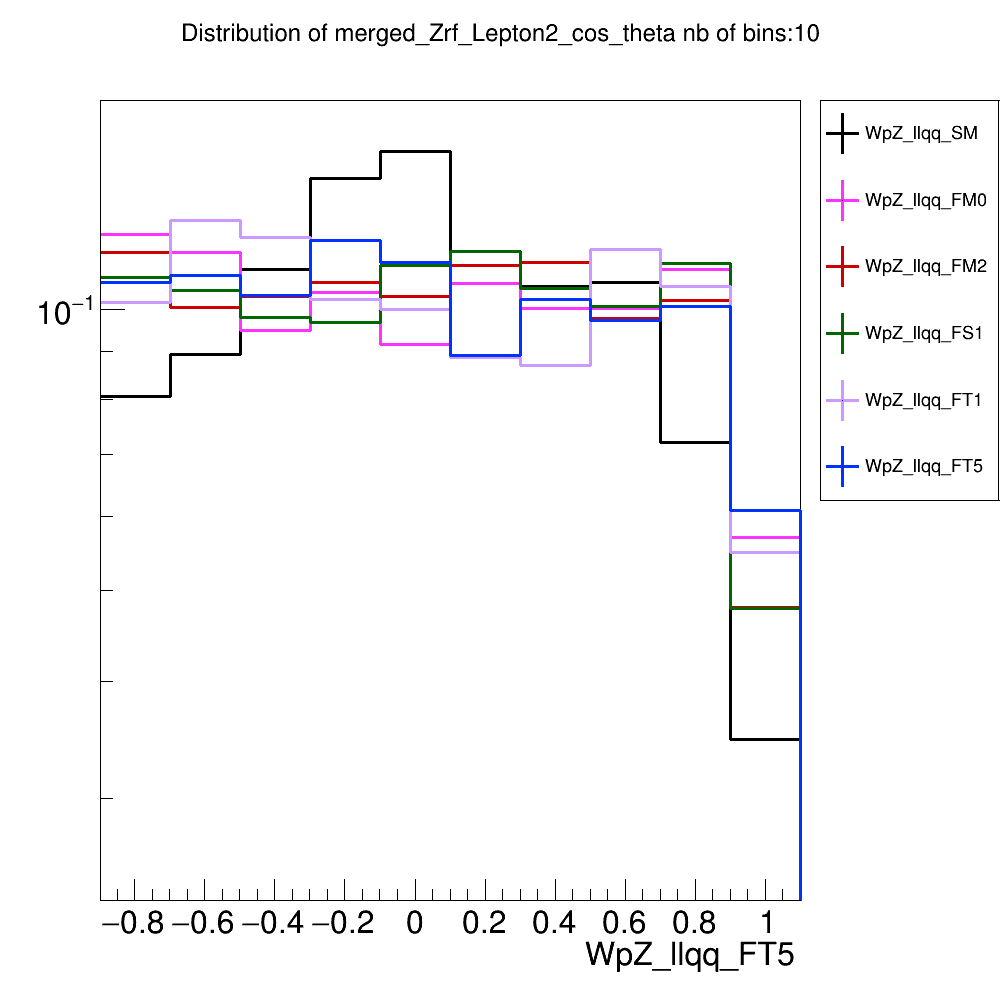 Distribution of merged_Zrf_Lepton2_cos_theta nb of bins:10
WpZ_llqq_SM
WpZ_llqq_FM0
WpZ_llqq_FM2
WpZ_llqq_FS1
WpZ_llqq_FT1
WpZ_llqq_FT5
10⁻¹
−0.8 −0.6 −0.4 −0.2 0 0.2 0.4 0.6 0.8 1
WpZ_llqq_FT5